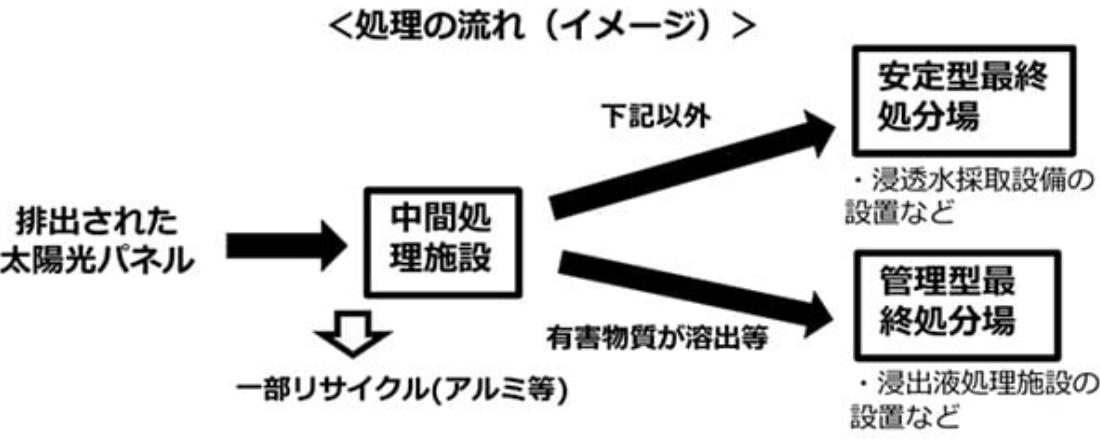 ＜処理の流れ（イメージ）＞
排出された
太陽光パネル
中間処
理施設
一部リサイクル(アルミ等)
下記以外
安定型最終
処分場
・浸透水採取設備の
設置など
有害物質が溶出等
管理型最
終処分場
・浸出液処理施設の
設置など